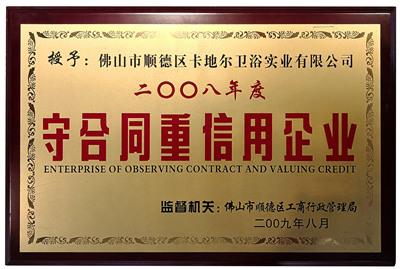 授予：佛山市顺德区卡地尔卫浴实业有限公司
二〇〇八年度
守合同重信用企业
ENTERPRISE OF OBSERVING CONTRACT AND VALUING CREDIT
监督机关：佛山市顺德区工商行政管理局
二〇〇九年八月